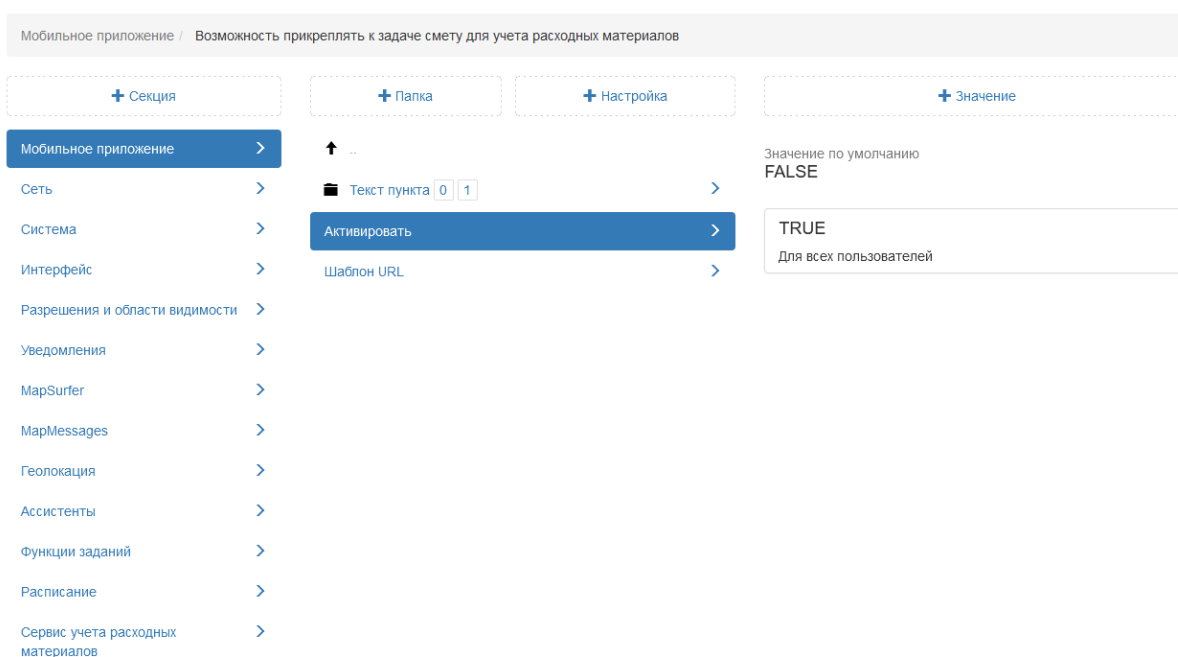 Мобильное приложение / Возможность прикреплять к задаче смету для учета расходных материалов
+ Секция
+ Папка
+ Настройка
+ Значение
Мобильное приложение
Сеть
Система
Интерфейс
Разрешения и области видимости
Уведомления
MapSurfer
MapMessages
Геолокация
Ассистенты
Функции заданий
Расписание
Сервис учета расходных
материалов
..
Текст пункта 0 1
Активировать
Шаблон URL
Значение по умолчанию
FALSE
TRUE
Для всех пользователей